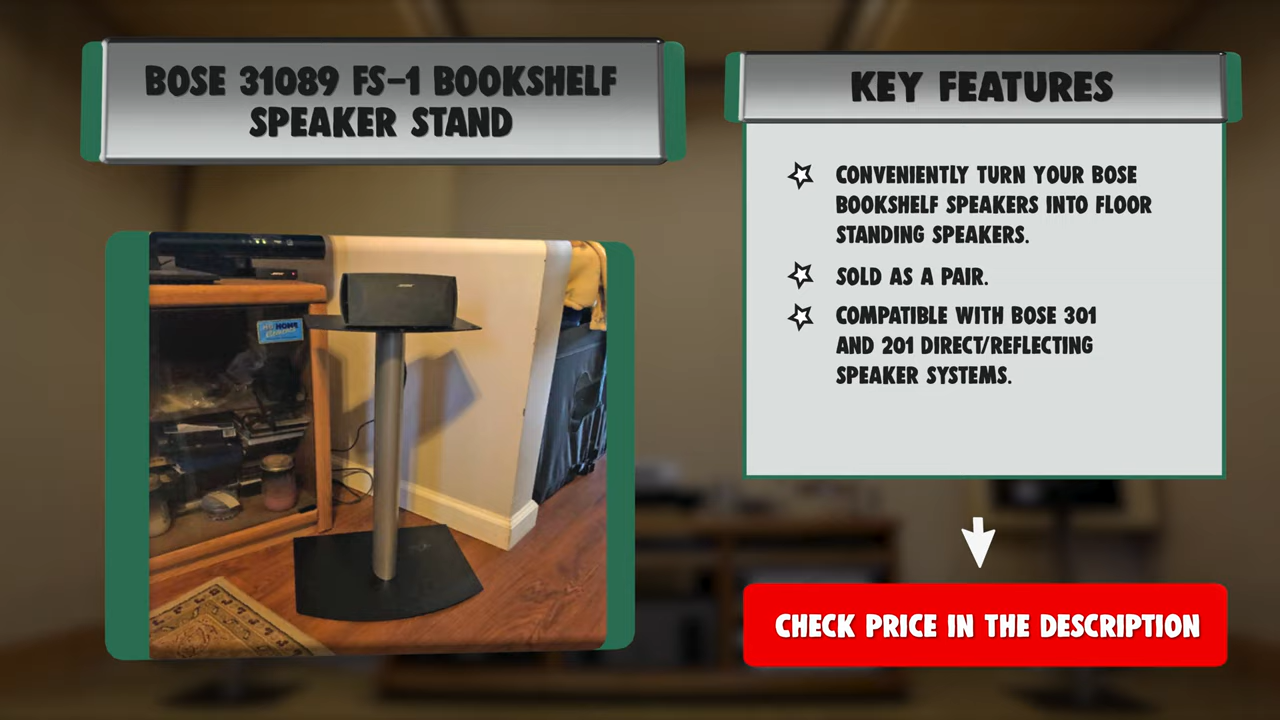 BOSE 31089 FS-1 BOOKSHELF
SPEAKER STAND
KEY FEATURES
CONVENIENTLY TURN YOUR BOSE
BOOKSHELF SPEAKERS INTO FLOOR
STANDING SPEAKERS.
SOLD AS A PAIR.
COMPATIBLE WITH BOSE 301
AND 201 DIRECT/REFLECTING
SPEAKER SYSTEMS.
CHECK PRICE IN THE DESCRIPTION
BOSE